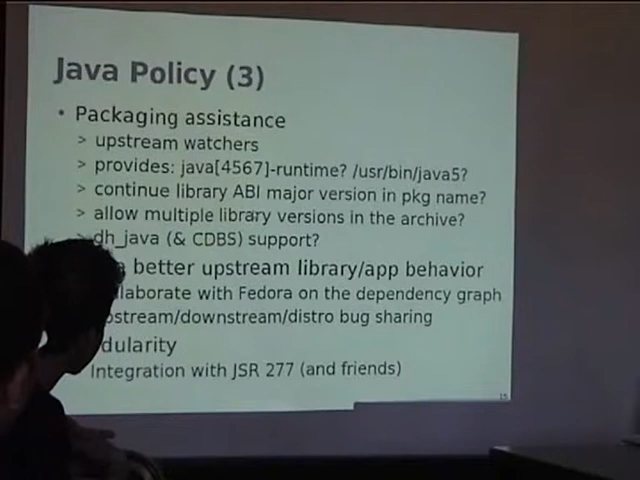 Java Policy (3)
• Packaging assistance
> upstream watchers
> provides: java[4567]-runtime? /usr/bin/java5?
> continue library ABI major version in pkg name?
> allow multiple library versions in the archive?
> dh_java (& CDBS) support?
better upstream library/app behavior
laborate with Fedora on the dependency graph
stream/downstream/distro bug sharing
dularity
Integration with JSR 277 (and friends)
15